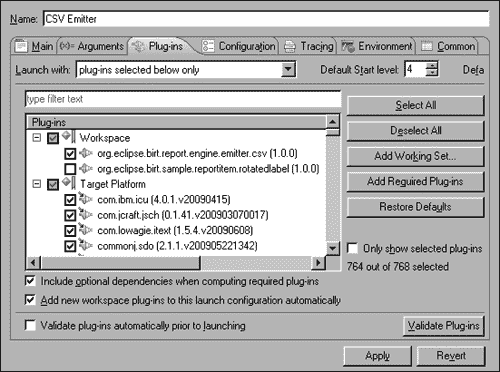 Name: CSV Emitter
Main Arguments Plug-ins Configuration Tracing Environment Common
Launch with: plug-ins selected below only Default Start level: 4 Defa
type filter text
Select All
Plug-ins
Deselect All
Workspace
org.eclipse.birt.report.engine.emitter.csv (1.0.0)
Add Working Set...
org.eclipse.birt.sample.reportitem.rotatedlabel (1.0.0)
Add Required Plug-ins
Target Platform
com.ibm.icu (4.0.1.v20090415)
Restore Defaults
com.jcraft.jsch (0.1.41.v200903070017)
com.lowagie.itext (1.5.4.v20090608)
Only show selected plug-ins
commonj.sdo (2.1.1.v200905221342)
764 out of 768 selected
Include optional dependencies when computing required plug-ins
Add new workspace plug-ins to this launch configuration automatically
Validate plug-ins automatically prior to launching Validate Plug-ins
Apply Revert